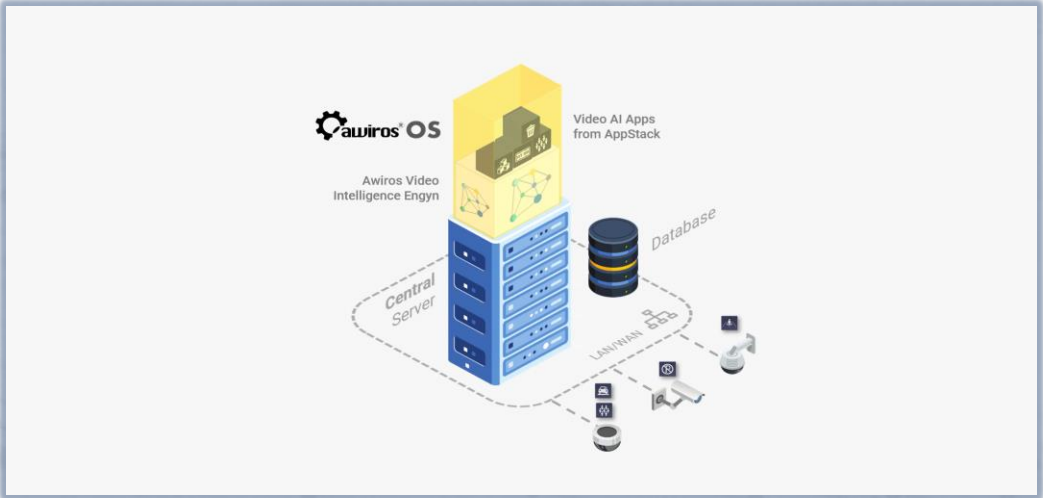 awiros® OS
Video AI Apps
from AppStack
Awiros Video
Intelligence Engyn
Database
Central
Server
LAN/WAN